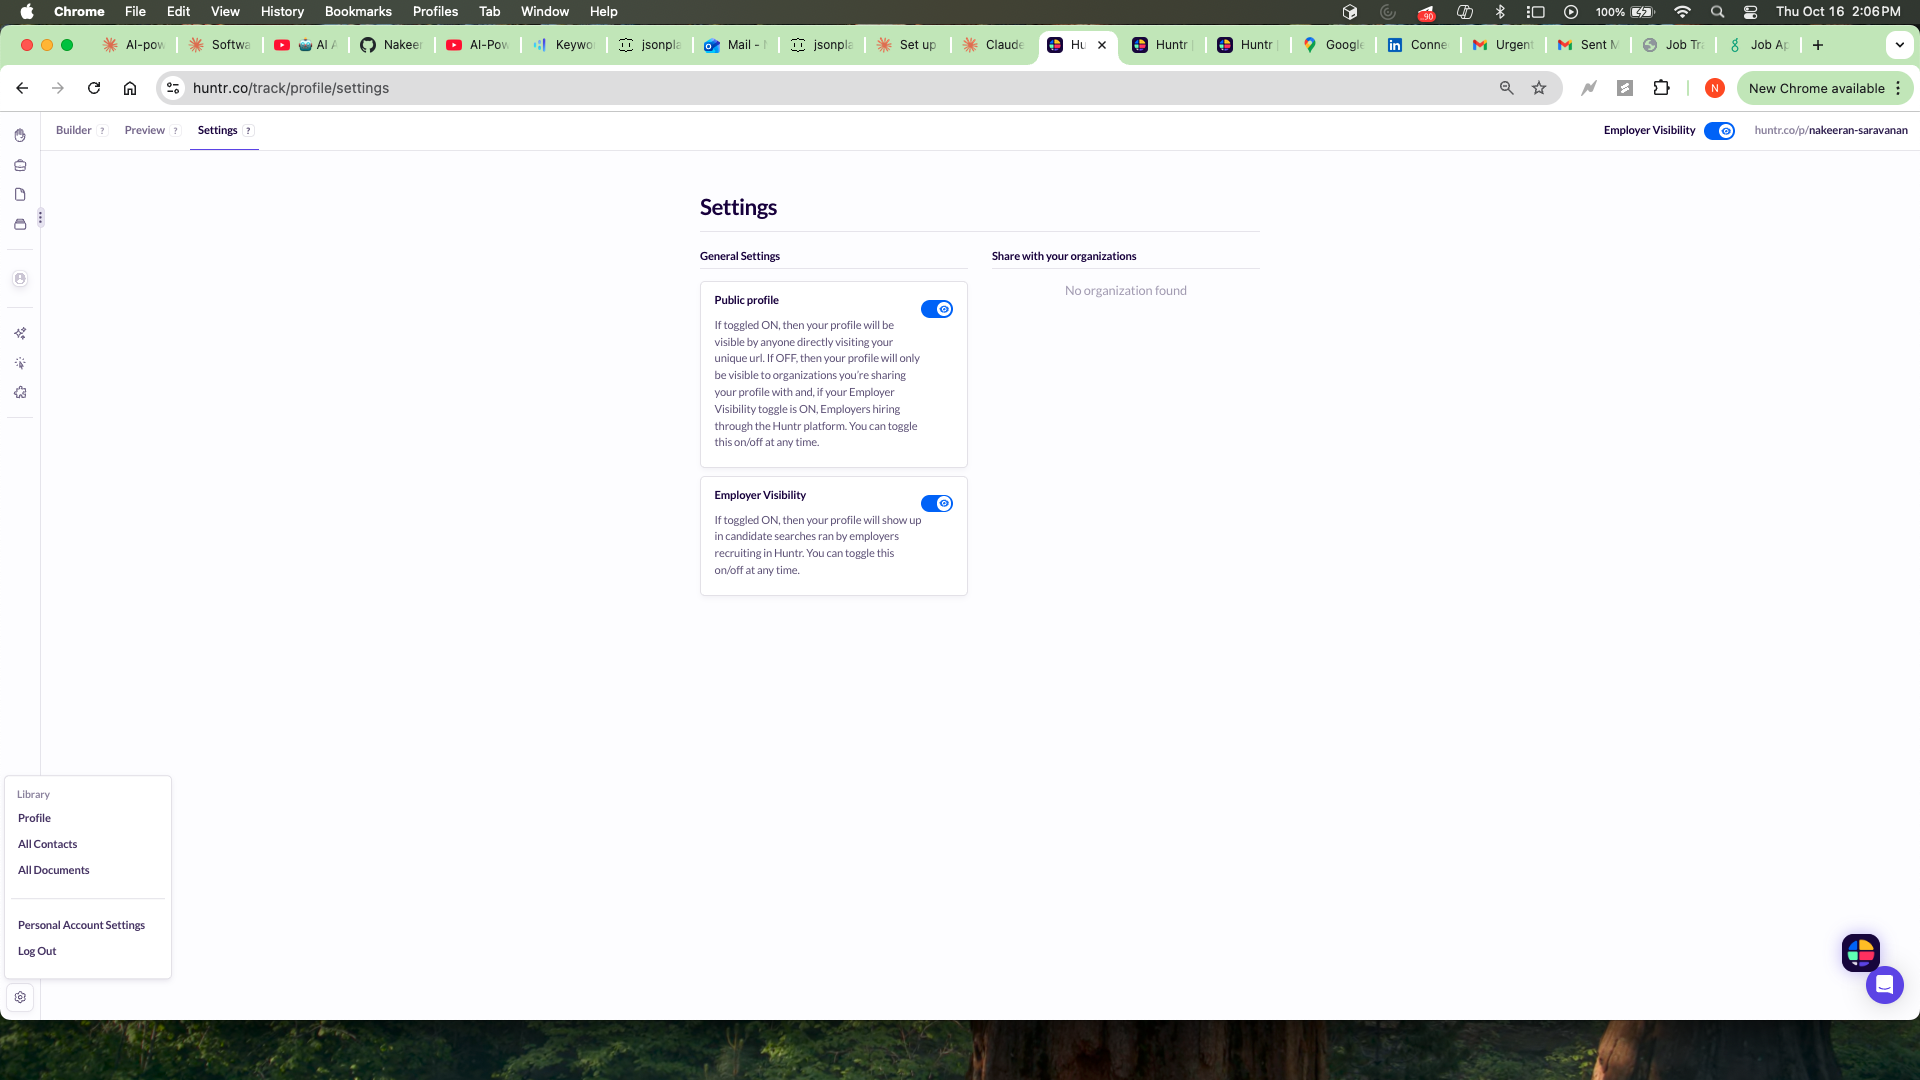 Chrome File Edit View History Bookmarks Profiles Tab Window Help
90 100% Thu Oct 16 2:06 PM
AI-pow Softwa AI A Nakeer AI-Pow Keywo jsonpla Mail - jsonpla Set up Claude Hu Huntr Huntr Google Conne Urgent Sent M Job Tr Job Ap
huntr.co/track/profile/settings
N
New Chrome available
Builder ? Preview ? Settings ?
Employer Visibility huntr.co/p/nakeeran-saravanan
Settings
General Settings
Public profile
If toggled ON, then your profile will be
visible by anyone directly visiting your
unique url. If OFF, then your profile will only
be visible to organizations you're sharing
your profile with and, if your Employer
Visibility toggle is ON, Employers hiring
through the Huntr platform. You can toggle
this on/off at any time.
Employer Visibility
If toggled ON, then your profile will show up
in candidate searches ran by employers
recruiting in Huntr. You can toggle this
on/off at any time.
Share with your organizations
No organization found
Library
Profile
All Contacts
All Documents
Personal Account Settings
Log Out